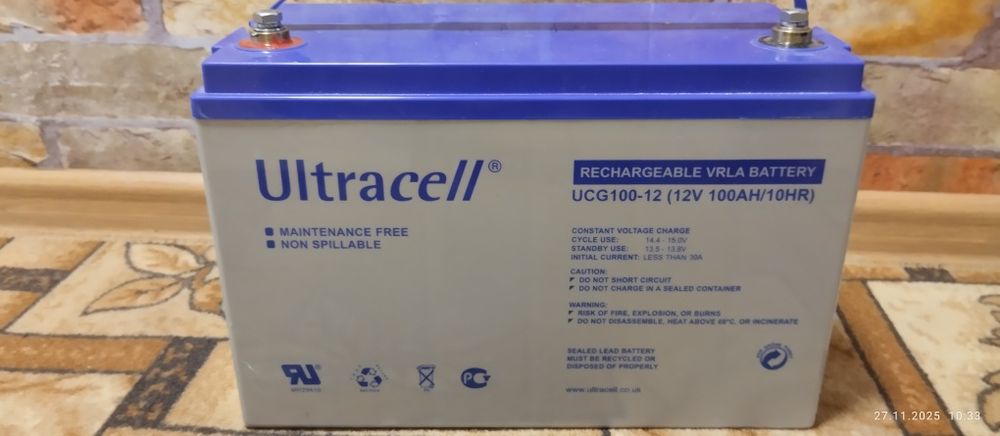 Ultracell®
MAINTENANCE FREE
NON SPILLABLE
RECHARGEABLE VRLA BATTERY
UCG100-12 (12V 100AH/10HR)
CONSTANT VOLTAGE CHARGE
CYCLE USE: 14.4 - 15.0V
STANDBY USE: 13.5 - 13.8V
INITIAL CURRENT: LESS THAN 30A
CAUTION:
DO NOT SHORT CIRCUIT
DO NOT CHARGE IN A SEALED CONTAINER
WARNING:
RISK OF FIRE, EXPLOSION, OR BURNS
DO NOT DISASSEMBLE, HEAT ABOVE 60°C, OR INCINERATE
SEALED LEAD BATTERY
MUST BE RECYCLED OR
DISPOSED OF PROPERLY
www.ultracell.co.uk
Pb
27.11.2025 10:33